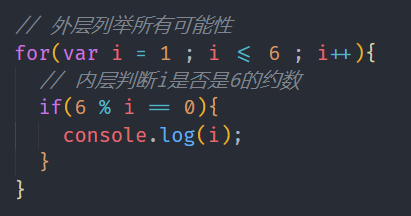 // 外层列举所有可能性
for(var i = 1 ; i <= 6 ; i++){
// 内层判断i是否是6的约数
if(6 % i == 0){
console.log(i);
}
}